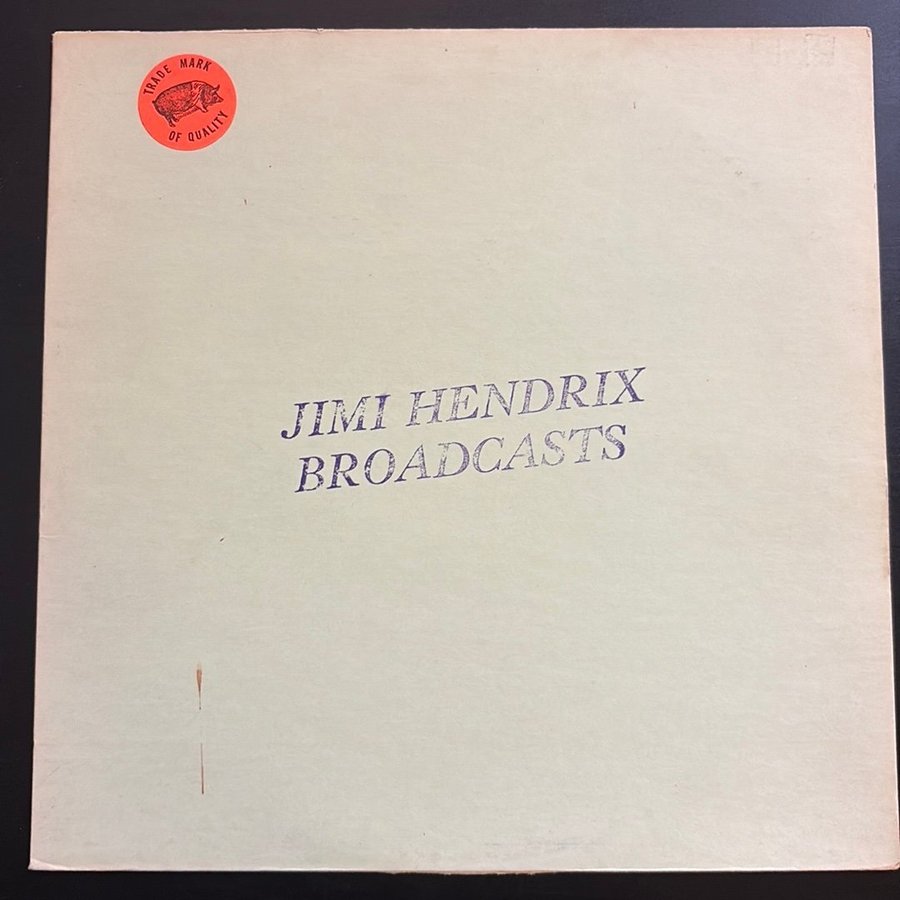 TRADE MARK
OF QUALITY
JIMI HENDRIX
BROADCASTS